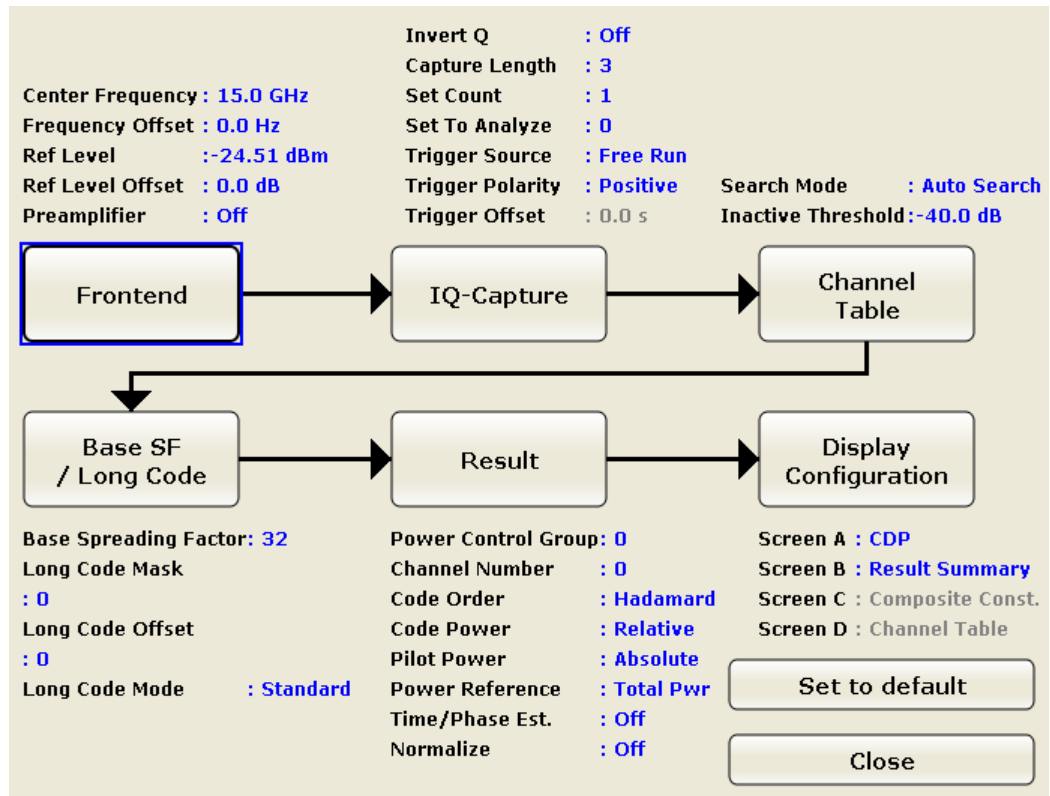 Center Frequency : 15.0 GHz
Frequency Offset : 0.0 Hz
Ref Level :-24.51 dBm
Ref Level Offset : 0.0 dB
Preamplifier : Off
Invert Q : Off
Capture Length : 3
Set Count : 1
Set To Analyze : 0
Trigger Source : Free Run
Trigger Polarity : Positive
Trigger Offset : 0.0 s
Search Mode : Auto Search
Inactive Threshold :-40.0 dB
Frontend
IQ-Capture
Channel
Table
Base SF
/ Long Code
Result
Display
Configuration
Base Spreading Factor: 32
Long Code Mask
: 0
Long Code Offset
: 0
Long Code Mode : Standard
Power Control Group: 0
Channel Number : 0
Code Order : Hadamard
Code Power : Relative
Pilot Power : Absolute
Power Reference : Total Pwr
Time/Phase Est. : Off
Normalize : Off
Screen A : CDP
Screen B : Result Summary
Screen C : Composite Const.
Screen D : Channel Table
Set to default
Close